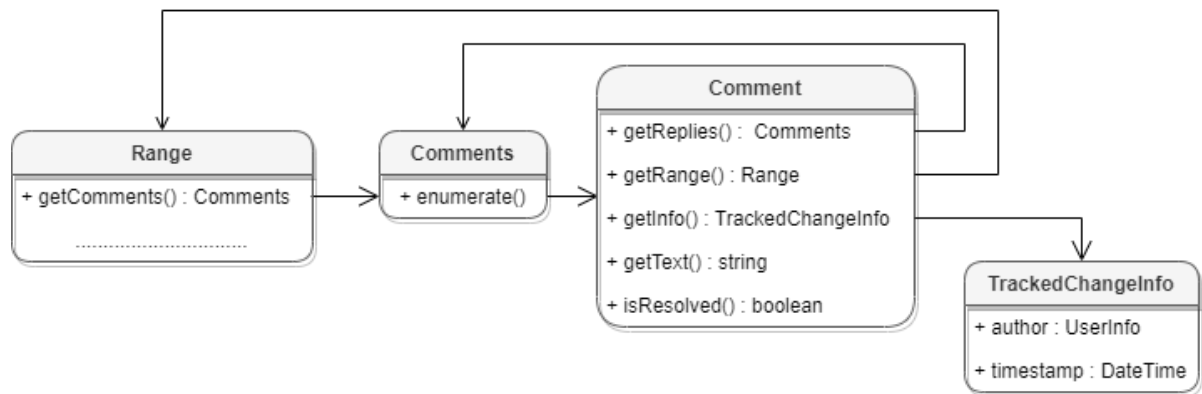 Comment
+ getReplies() : Comments
+ getRange() : Range
+ getInfo() : TrackedChangeInfo
+ getText() : string
+ isResolved() : boolean
Range
+ getComments() : Comments
...................................
Comments
+ enumerate()
TrackedChangeInfo
+ author : UserInfo
+ timestamp : DateTime